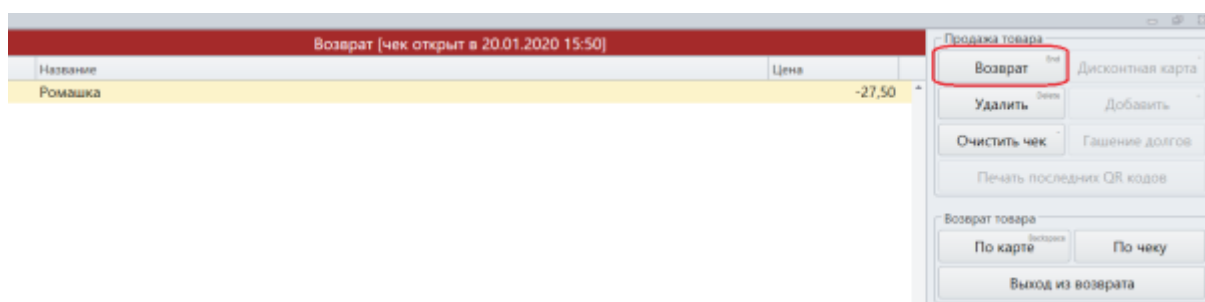 Возврат [чек открыт в 20.01.2020 15:50]
Название Цена
Ромашка -27,50
Продажа товара
Возврат End Дисконтная карта
Удалить Delete Добавить
Очистить чек Гашение долгов
Печать последних QR кодов
Возврат товара
По карте Backspace По чеку
Выход из возврата